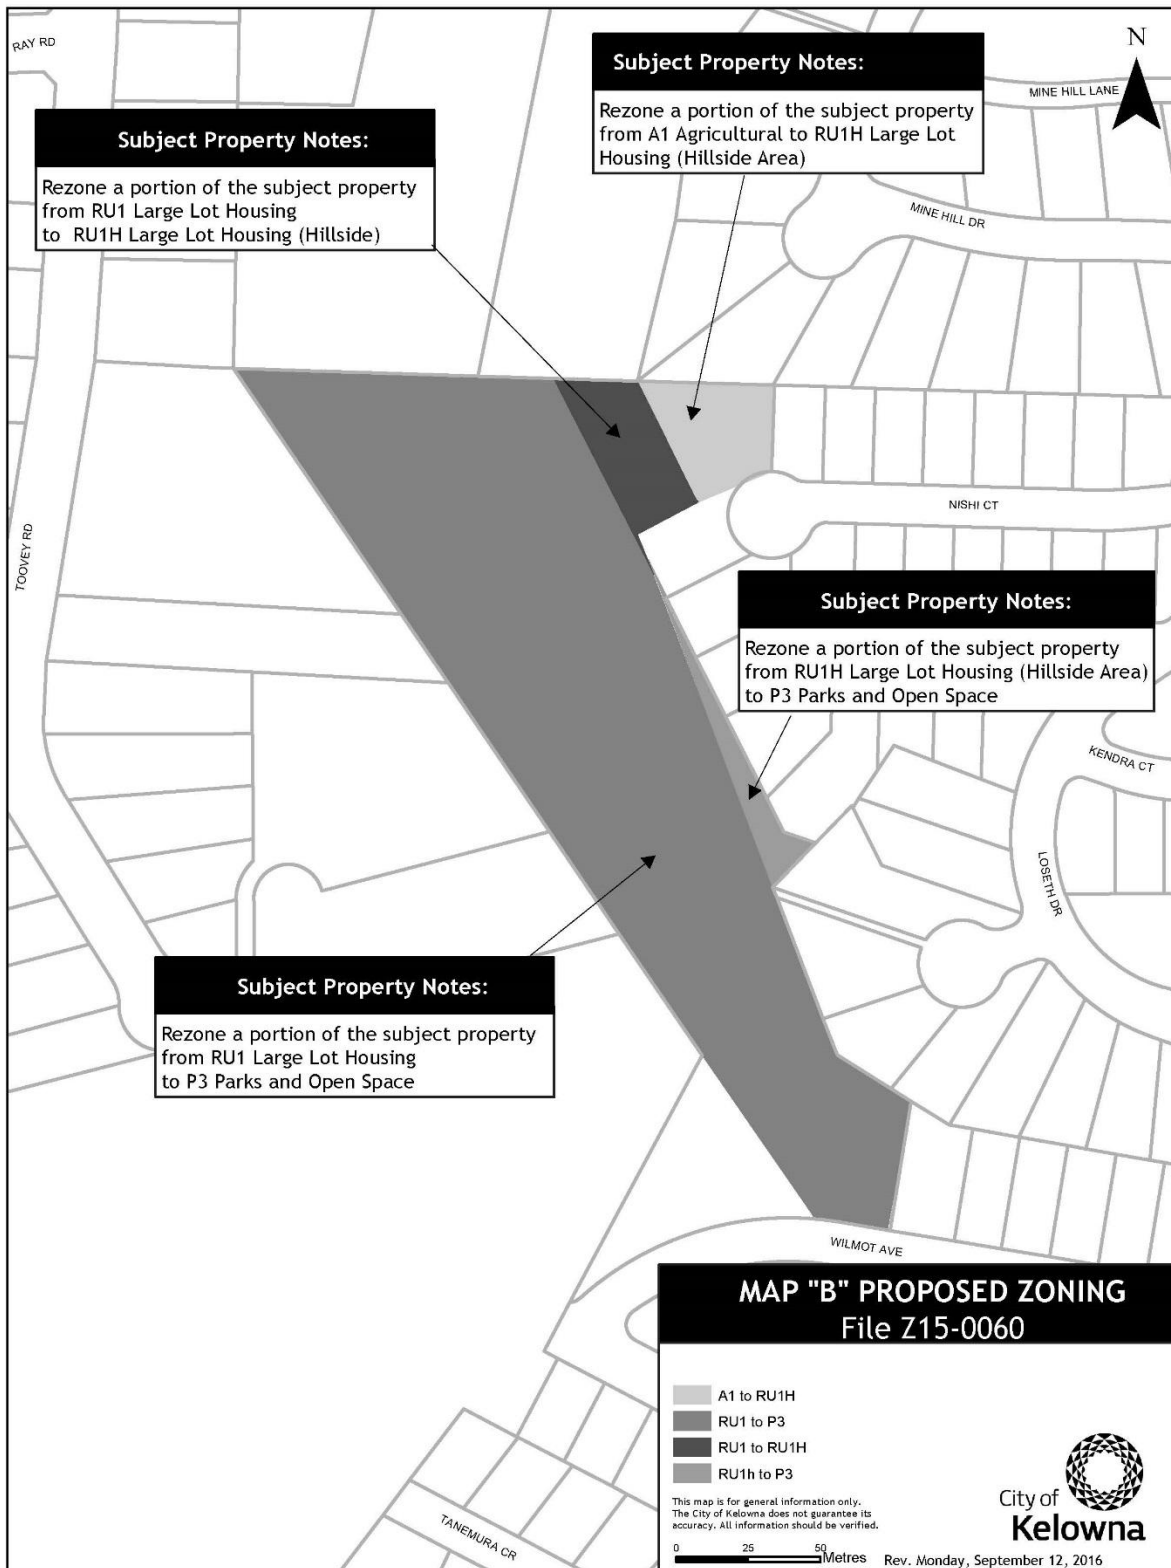 RAY RD
N
Subject Property Notes:
Rezone a portion of the subject property
from A1 Agricultural to RU1H Large Lot
Housing (Hillside Area)
MINE HILL LANE
Subject Property Notes:
Rezone a portion of the subject property
from RU1 Large Lot Housing
to RU1H Large Lot Housing (Hillside)
MINE HILL DR
NISHI CT
TOOVEY RD
Subject Property Notes:
Rezone a portion of the subject property
from RU1H Large Lot Housing (Hillside Area)
to P3 Parks and Open Space
KENDRA CT
LOSETH DR
Subject Property Notes:
Rezone a portion of the subject property
from RU1 Large Lot Housing
to P3 Parks and Open Space
WILMOT AVE
MAP "B" PROPOSED ZONING
File Z15-0060
A1 to RU1H
RU1 to P3
RU1 to RU1H
RU1h to P3
This map is for general information only.
The City of Kelowna does not guarantee its
accuracy. All information should be verified.
0 25 50 Metres
City of
Kelowna
Rev. Monday, September 12, 2016
TANEMURA CR